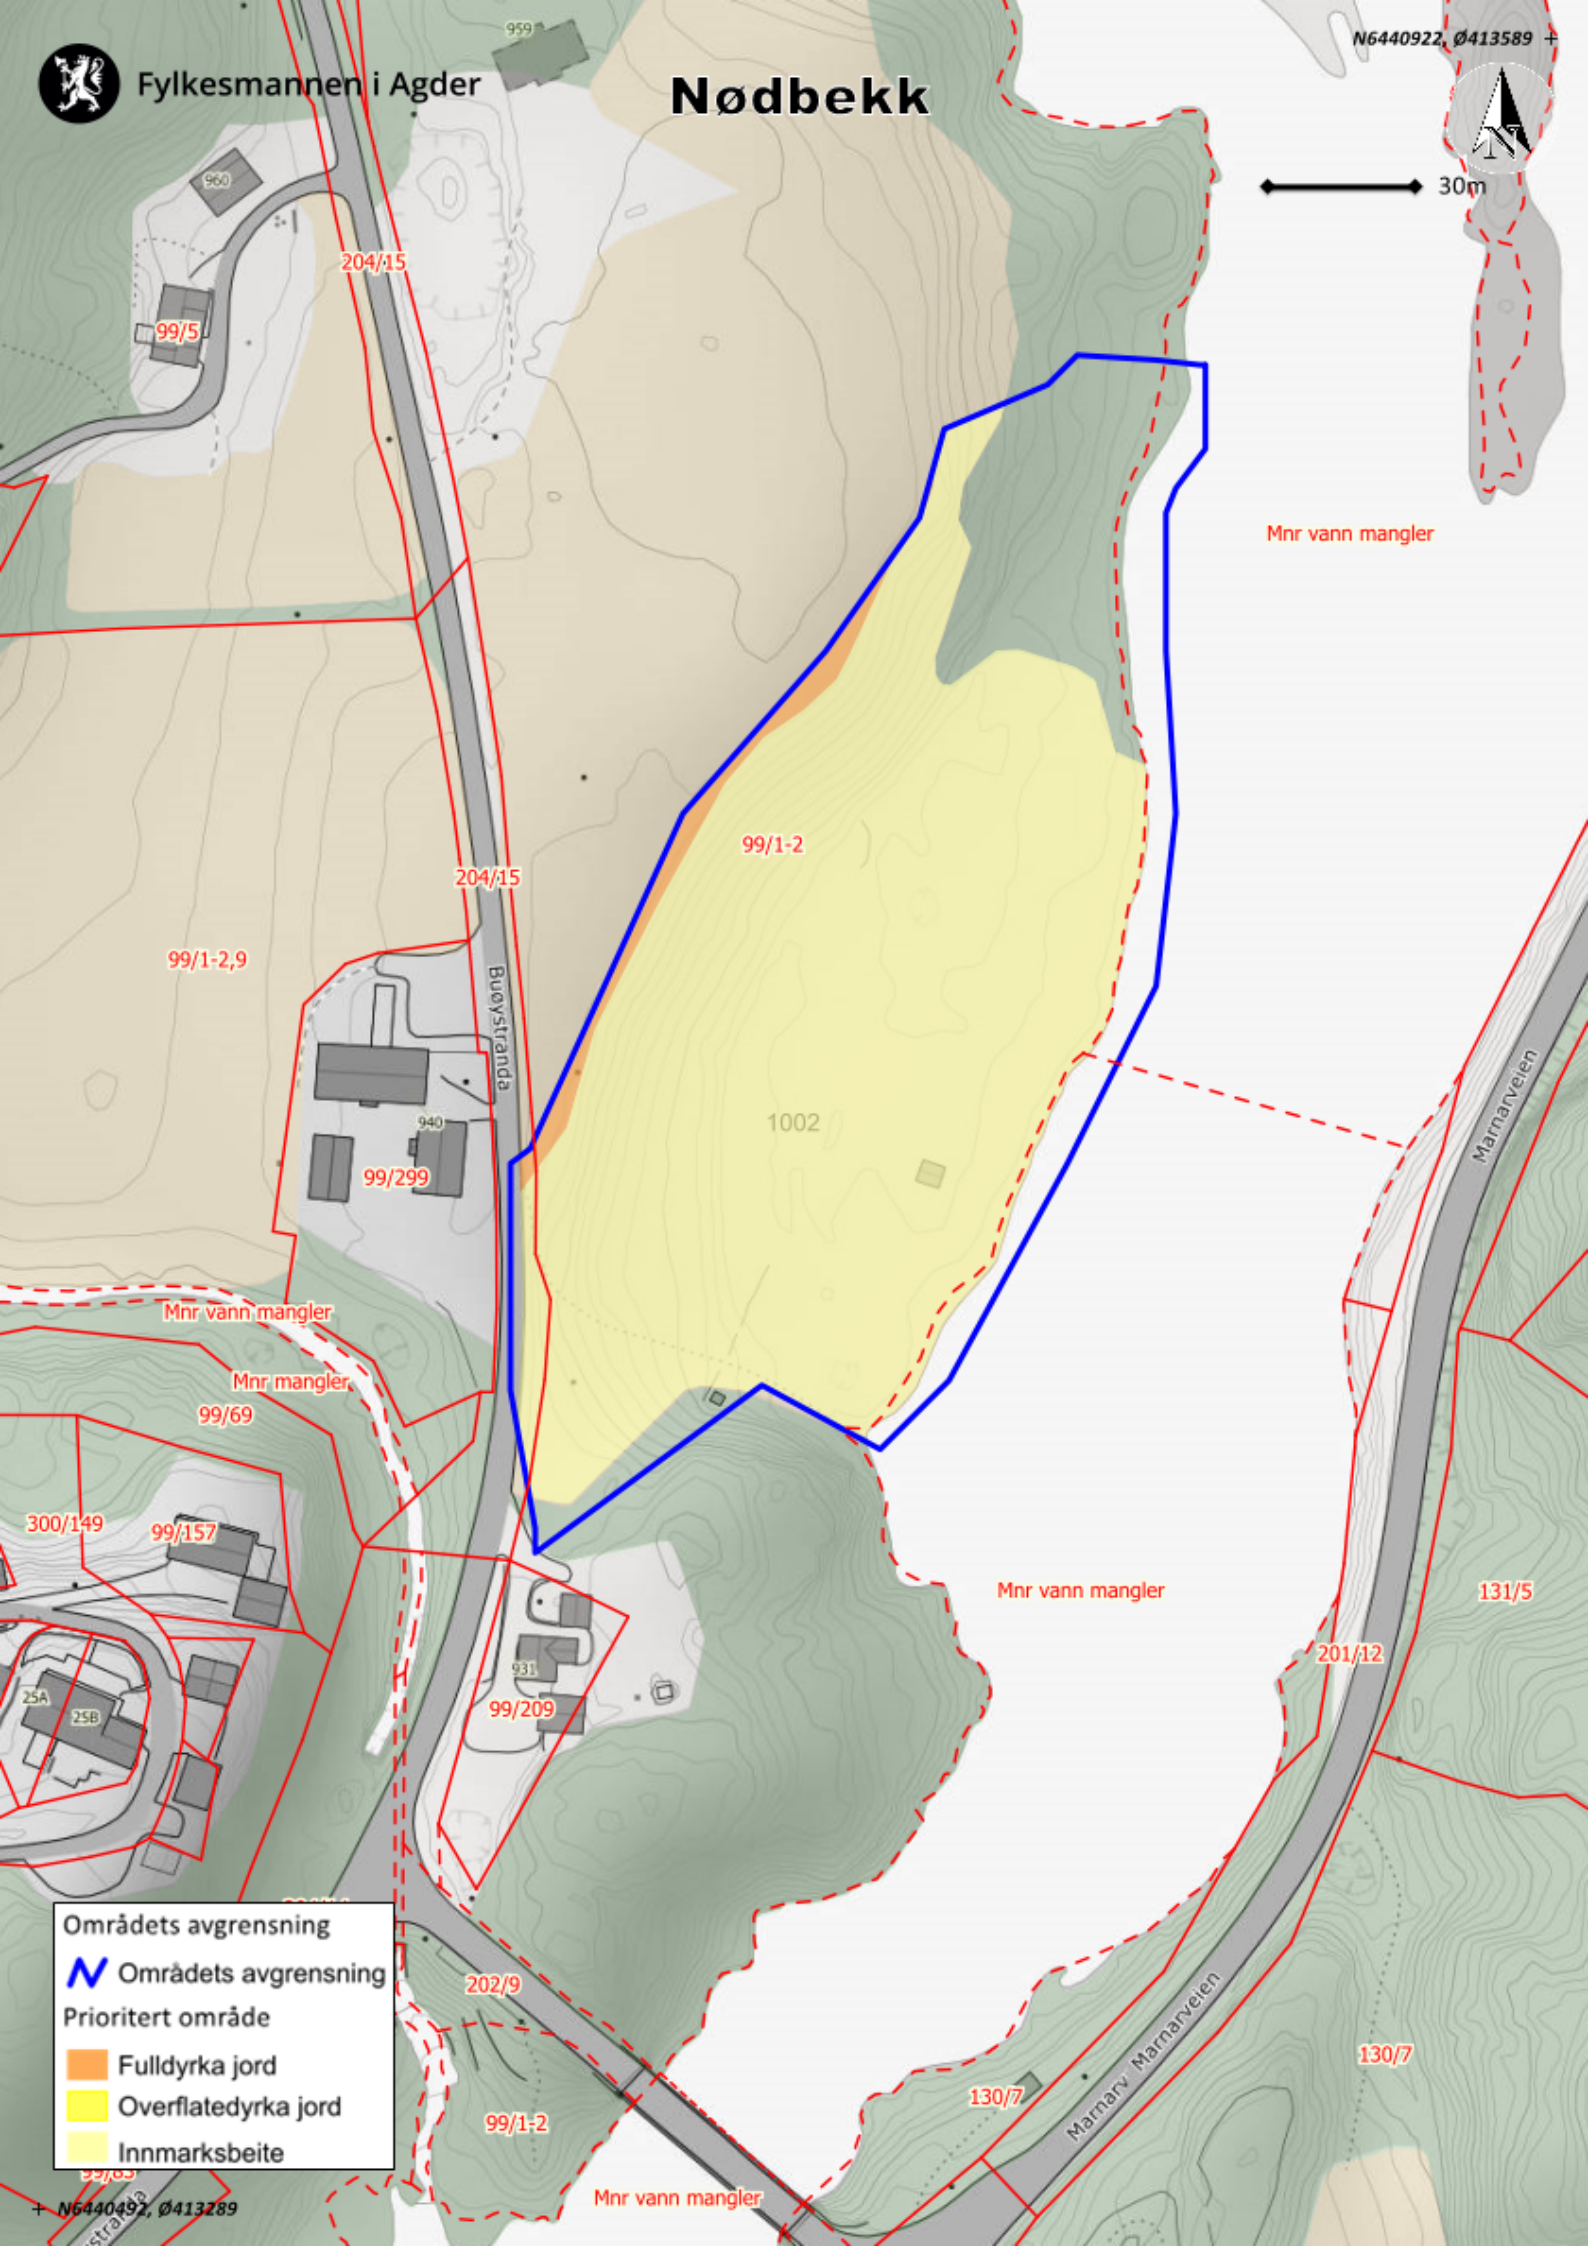 Fylkesmannen i Agder
Nødbekk
N6440922, Ø413589
N
30m
959
960
204/15
99/5
Mnr vann mangler
99/1-2
204/15
99/1-2,9
Buøystranda
Marnarveien
1002
940
99/299
Mnr vann mangler
Mnr mangler
99/69
300/149
99/157
Mnr vann mangler
131/5
201/12
931
25A
25B
99/209
Områdets avgrensning
Områdets avgrensning
Prioritert område
Fulldyrka jord
Overflatedyrka jord
Innmarksbeite
202/9
Marnarveien
Marnarv
130/7
130/7
99/1-2
Mnr vann mangler
N6440492, Ø413289